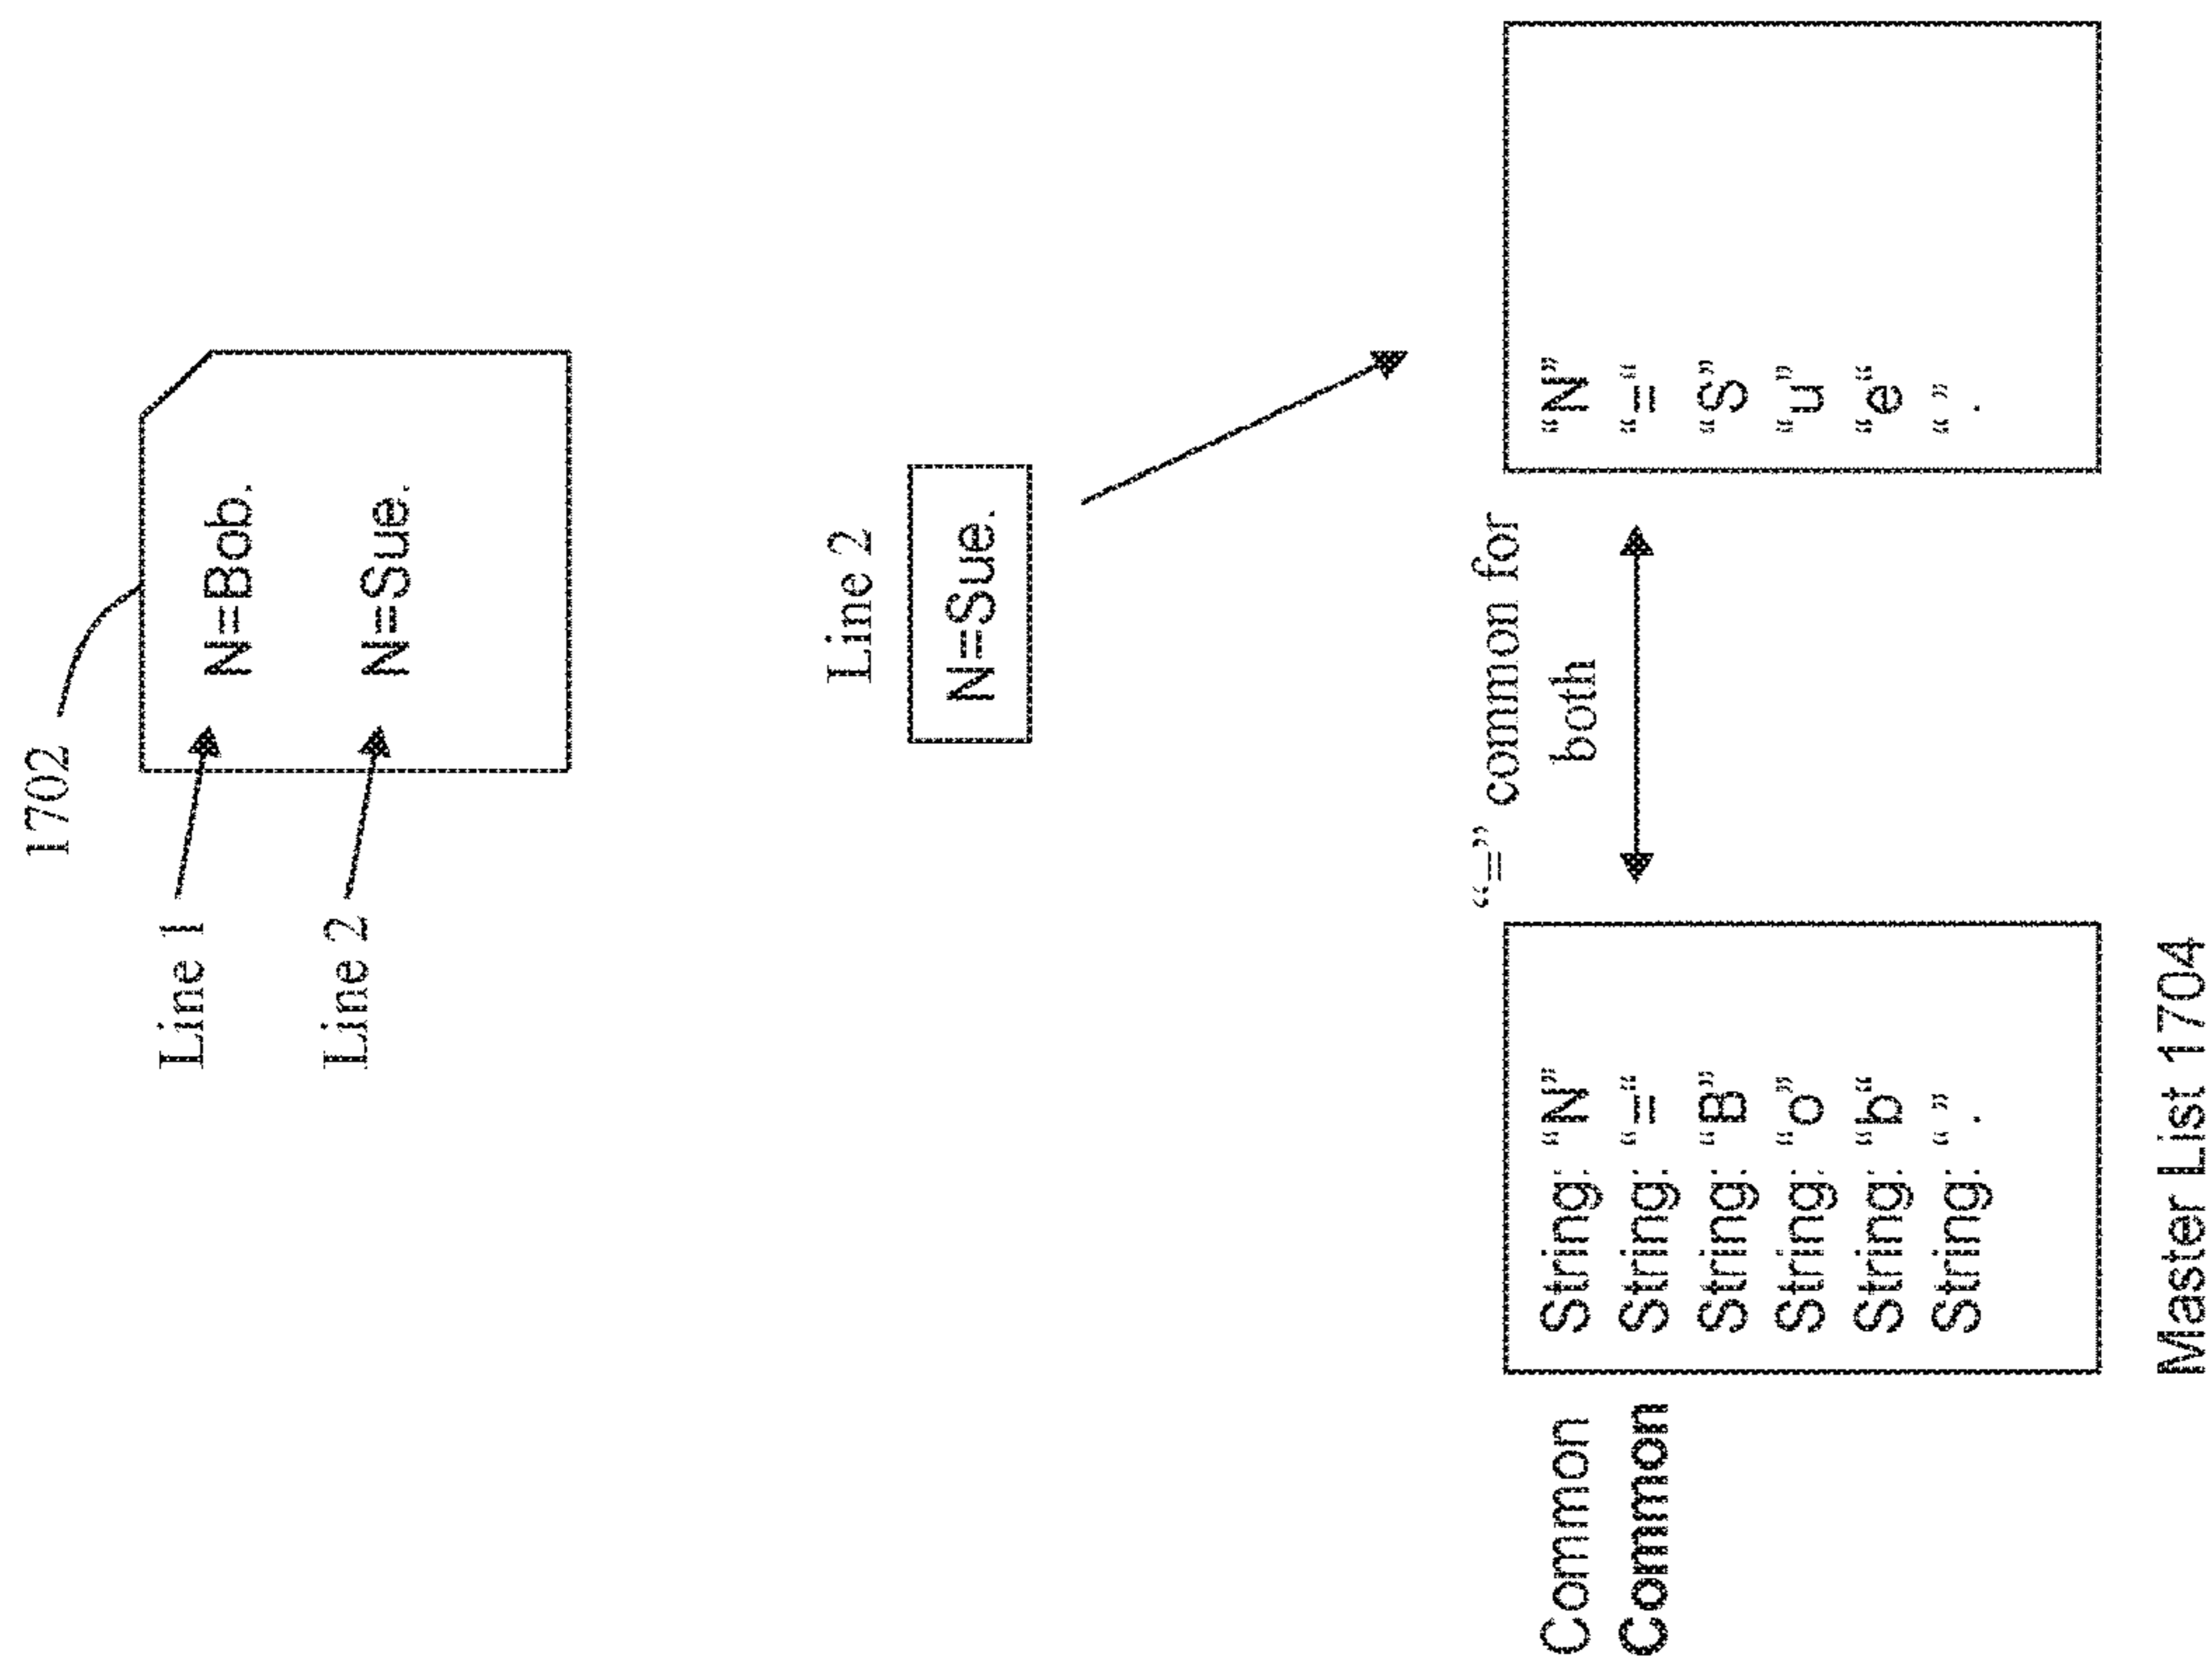 1702
Line 1
N=Bob.
Line 2
N=Sue.
Line 2
N=Sue.
“=” common for
both
Common String: “N”
Common String: “=“
String: “B”
String: “o”
String: “b“
String: “.”
“N”
“=“
“S”
“u”
“e“
“.”
Master List 1704